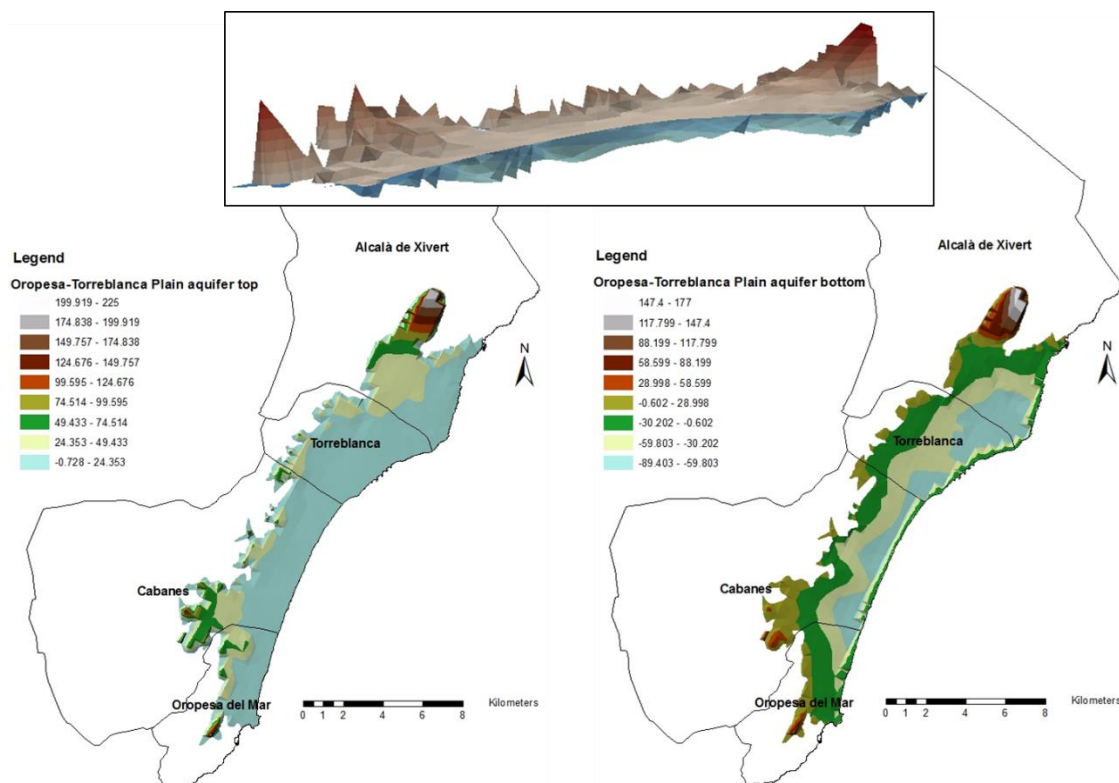 Legend
Oropesa-Torreblanca Plain aquifer top
199.919 - 225
174.838 - 199.919
149.757 - 174.838
124.676 - 149.757
99.595 - 124.676
74.514 - 99.595
49.433 - 74.514
24.353 - 49.433
-0.728 - 24.353
Alcalà de Xivert
N
Torreblanca
Cabanes
Oropesa del Mar
Kilometers
0 1 2 4 6 8
Legend
Oropesa-Torreblanca Plain aquifer bottom
147.4 - 177
117.799 - 147.4
88.199 - 117.799
58.599 - 88.199
28.998 - 58.599
-0.602 - 28.998
-30.202 - -0.602
-59.803 - -30.202
-89.403 - -59.803
Alcalà de Xivert
N
Torreblanca
Cabanes
Oropesa del Mar
Kilometers
0 1 2 4 6 8